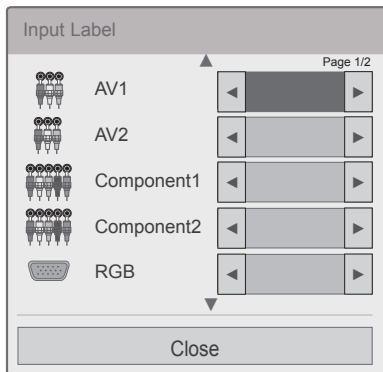 Input Label
Page 1/2
AV1
AV2
Component1
Component2
RGB
Close